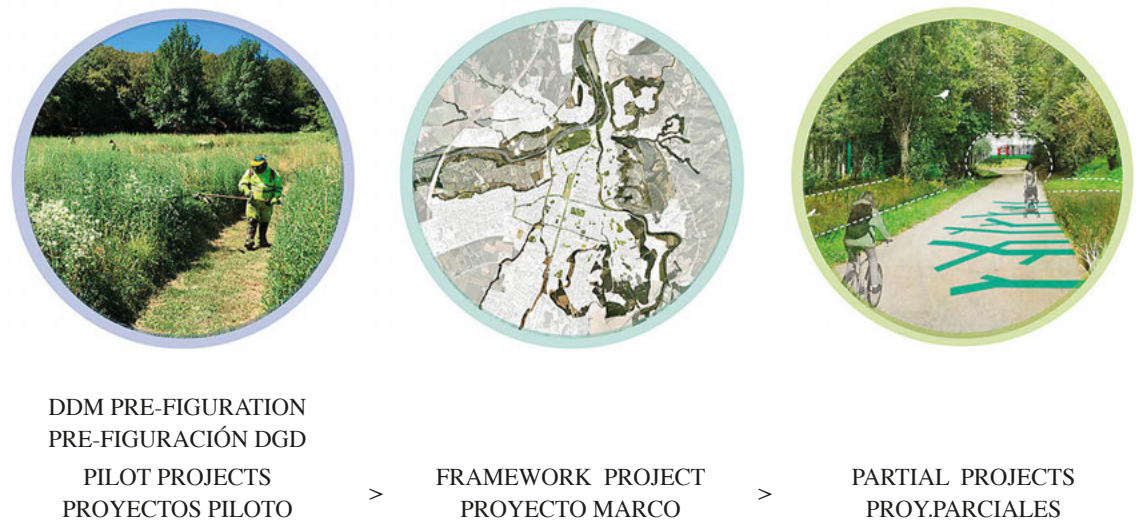 DDM PRE-FIGURATION
PRE-FIGURACIÓN DGD
PILOT PROJECTS
PROYECTOS PILOTO
>
FRAMEWORK PROJECT
PROYECTO MARCO
>
PARTIAL PROJECTS
PROY.PARCIALES